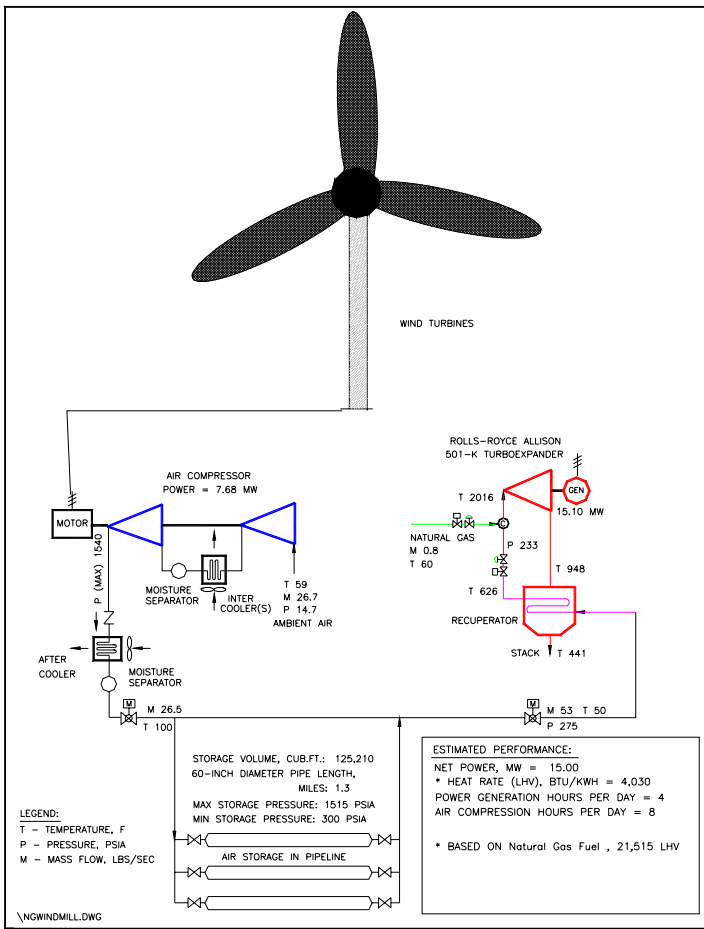 WIND TURBINES
ROLLS-ROYCE ALLISON
501-K TURBOEXPANDER
AIR COMPRESSOR
POWER = 7.68 MW
T 2016
GEN
15.10 MW
MOTOR
C
NATURAL GAS
M 0.8
T 60
P 233
P (MAX) 1540
MOISTURE
SEPARATOR
INTER
COOLER(S)
T 59
M 26.7
P 14.7
AMBIENT AIR
T 948
T 626
RECUPERATOR
STACK
T 441
AFTER
COOLER
MOISTURE
SEPARATOR
M
M 26.5
T 100
M
M 53 T 50
P 275
STORAGE VOLUME, CUB.FT.: 125,210
60-INCH DIAMETER PIPE LENGTH,
MILES: 1.3
MAX STORAGE PRESSURE: 1515 PSIA
MIN STORAGE PRESSURE: 300 PSIA
AIR STORAGE IN PIPELINE
ESTIMATED PERFORMANCE:
NET POWER, MW = 15.00
* HEAT RATE (LHV), BTU/KWH = 4,030
POWER GENERATION HOURS PER DAY = 4
AIR COMPRESSION HOURS PER DAY = 8
* BASED ON Natural Gas Fuel , 21,515 LHV
LEGEND:
T - TEMPERATURE, F
P - PRESSURE, PSIA
M - MASS FLOW, LBS/SEC
\NGWINDMILL.DWG